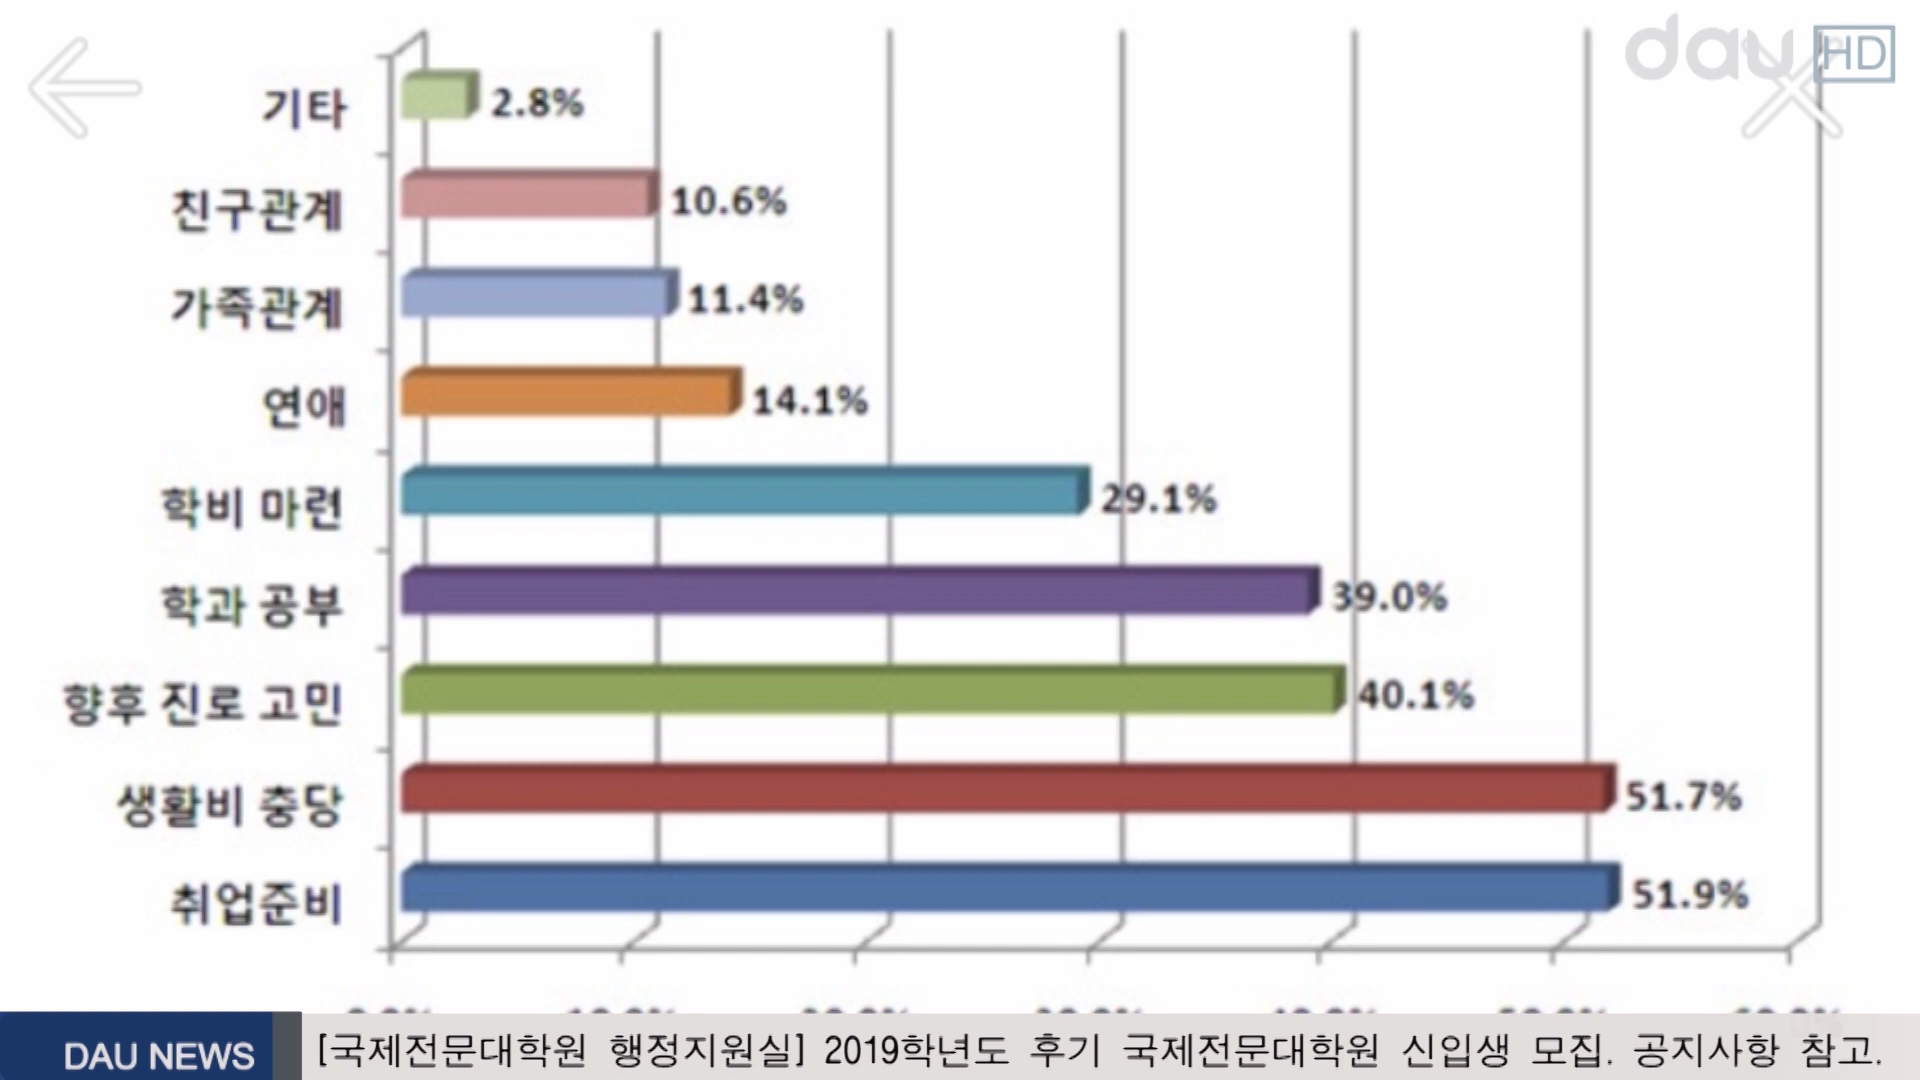 dau HD
기타 2.8%
친구관계 10.6%
가족관계 11.4%
연애 14.1%
학비 마련 29.1%
학과 공부 39.0%
향후 진로 고민 40.1%
생활비 충당 51.7%
취업준비 51.9%
DAU NEWS [국제전문대학원 행정지원실] 2019학년도 후기 국제전문대학원 신입생 모집. 공지사항 참고.